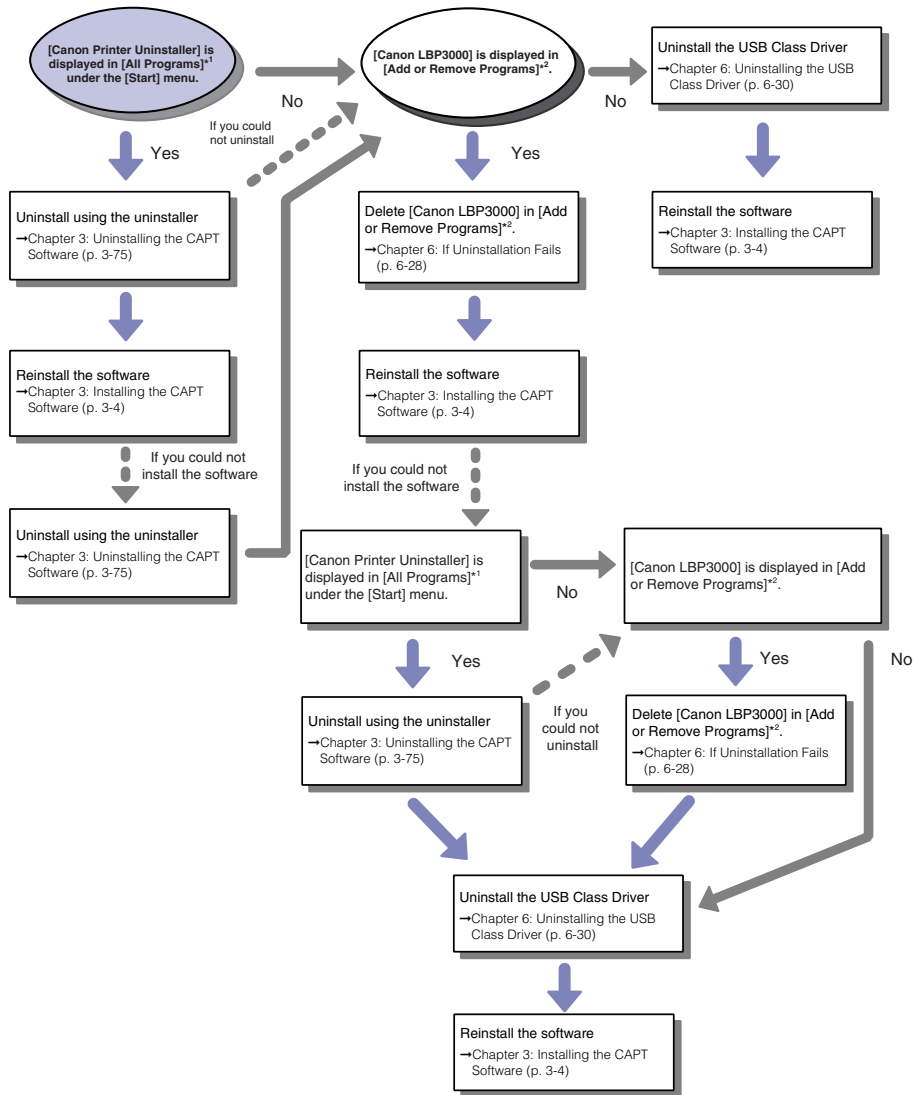 [Canon Printer Uninstaller] is
displayed in [All Programs]*1
under the [Start] menu.
No
[Canon LBP3000] is displayed in
[Add or Remove Programs]*2.
No
Uninstall the USB Class Driver
→Chapter 6: Uninstalling the USB
Class Driver (p. 6-30)
If you could
not uninstall
Yes
Yes
Uninstall using the uninstaller
→Chapter 3: Uninstalling the CAPT
Software (p. 3-75)
Delete [Canon LBP3000] in [Add
or Remove Programs]*2.
→Chapter 6: If Uninstallation Fails
(p. 6-28)
Reinstall the software
→Chapter 3: Installing the CAPT
Software (p. 3-4)
Reinstall the software
→Chapter 3: Installing the CAPT
Software (p. 3-4)
Reinstall the software
→Chapter 3: Installing the CAPT
Software (p. 3-4)
If you could not
install the software
If you could not
install the software
Uninstall using the uninstaller
→Chapter 3: Uninstalling the CAPT
Software (p. 3-75)
[Canon Printer Uninstaller] is
displayed in [All Programs]*1
under the [Start] menu.
No
[Canon LBP3000] is displayed in [Add
or Remove Programs]*2.
Yes
Yes
No
Uninstall using the uninstaller
→Chapter 3: Uninstalling the CAPT
Software (p. 3-75)
If you
could not
uninstall
Delete [Canon LBP3000] in [Add
or Remove Programs]*2.
→Chapter 6: If Uninstallation Fails
(p. 6-28)
Uninstall the USB Class Driver
→Chapter 6: Uninstalling the USB
Class Driver (p. 6-30)
Reinstall the software
→Chapter 3: Installing the CAPT
Software (p. 3-4)